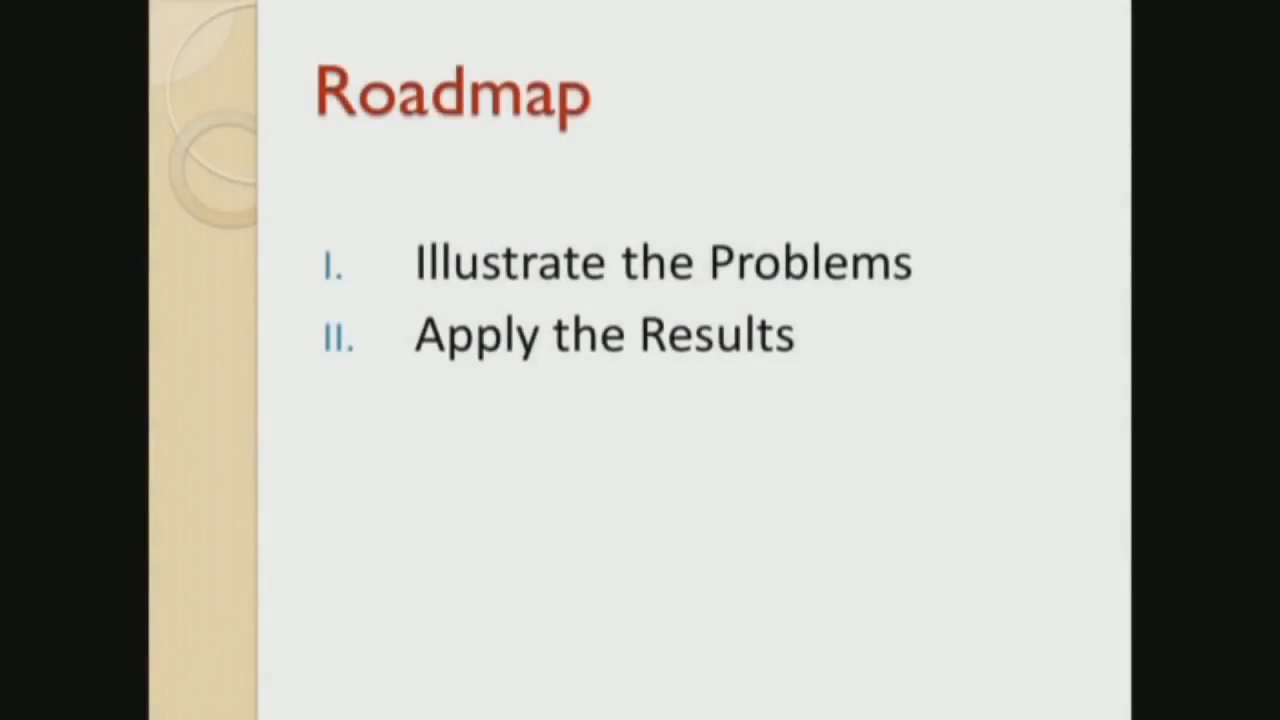 Roadmap
I. Illustrate the Problems
II. Apply the Results